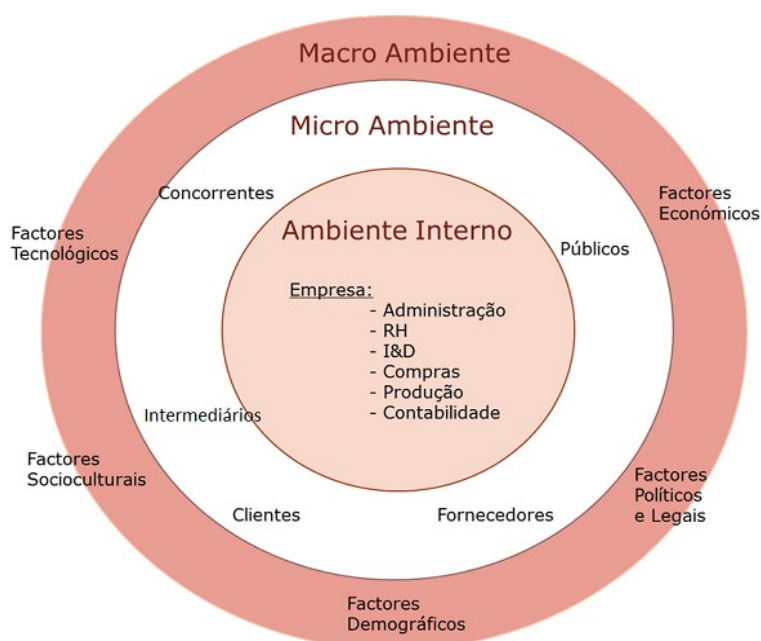 Macro Ambiente
Micro Ambiente
Concorrentes
Factores
Económicos
Factores
Tecnológicos
Ambiente Interno
Públicos
Empresa:
- Administração
- RH
- I&D
- Compras
- Produção
- Contabilidade
Intermediários
Factores
Socioculturais
Factores
Políticos
e Legais
Clientes
Fornecedores
Factores
Demográficos